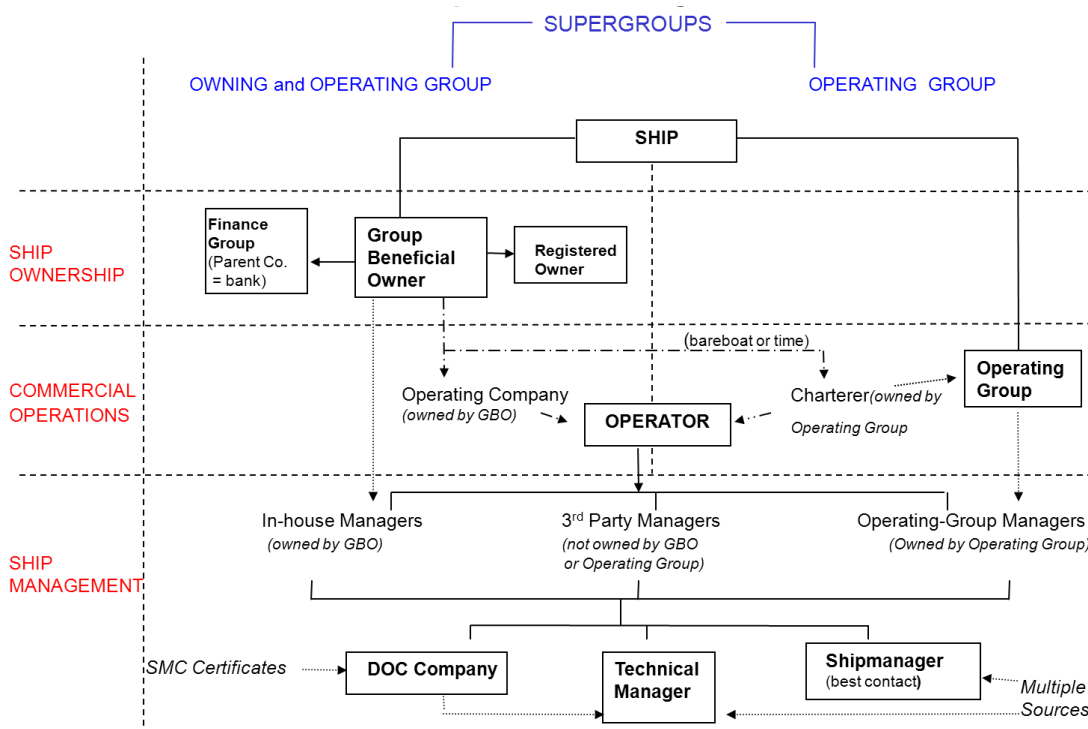 SUPERGROUPS
OWNING and OPERATING GROUP
OPERATING GROUP
SHIP
SHIP
OWNERSHIP
Finance
Group
(Parent Co.
= bank)
Group
Beneficial
Owner
Registered
Owner
COMMERCIAL
OPERATIONS
(bareboat or time)
Operating Company
(owned by GBO)
OPERATOR
Charterer(owned by
Operating Group
Operating
Group
SHIP
MANAGEMENT
In-house Managers
(owned by GBO)
3rd Party Managers
(not owned by GBO
or Operating Group)
Operating-Group Managers
(Owned by Operating Group)
SMC Certificates
DOC Company
Technical
Manager
Shipmanager
(best contact)
Multiple
Sources